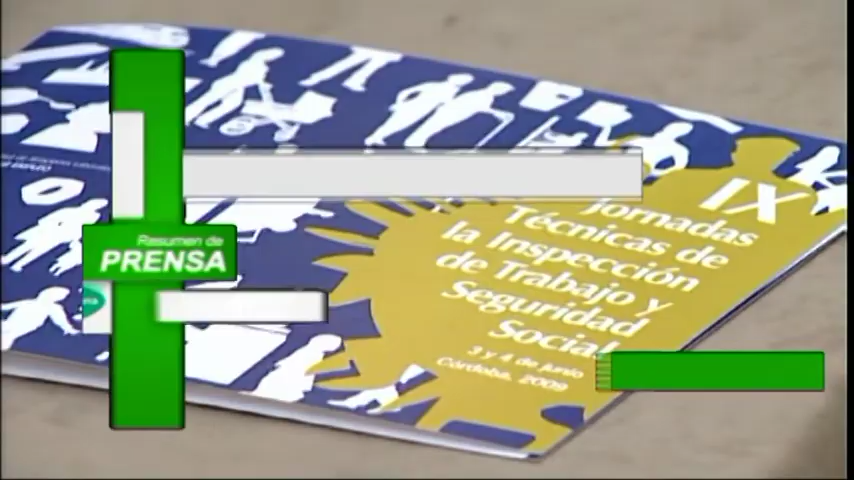 Resumen de
PRENSA
IX
Jornadas
Técnicas de
la Inspección
de Trabajo y
Seguridad
Social
3 y 4 de junio
Córdoba, 2009